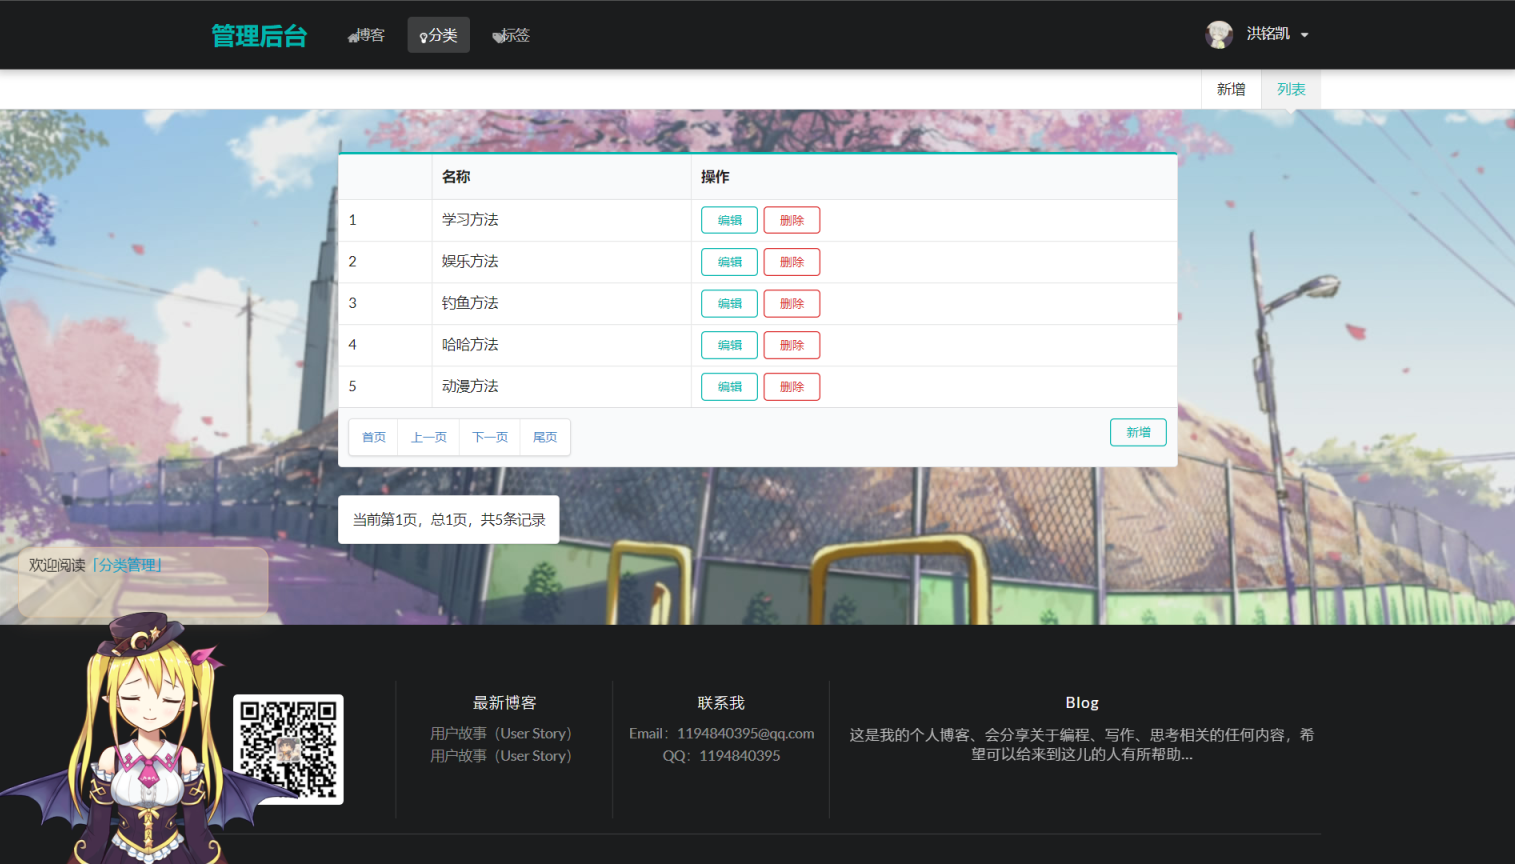 管理后台
博客
分类
标签
洪铭凯
新增
列表
名称 操作
1 学习方法 编辑 删除
2 娱乐方法 编辑 删除
3 钓鱼方法 编辑 删除
4 哈哈方法 编辑 删除
5 动漫方法 编辑 删除
首页 上一页 下一页 尾页
新增
当前第1页，总1页，共5条记录
欢迎阅读「分类管理」
最新博客
用户故事（User Story）
用户故事（User Story）
联系我
Email：1194840395@qq.com
QQ：1194840395
Blog
这是我的个人博客、会分享关于编程、写作、思考相关的任何内容，希
望可以给来到这儿的人有所帮助...